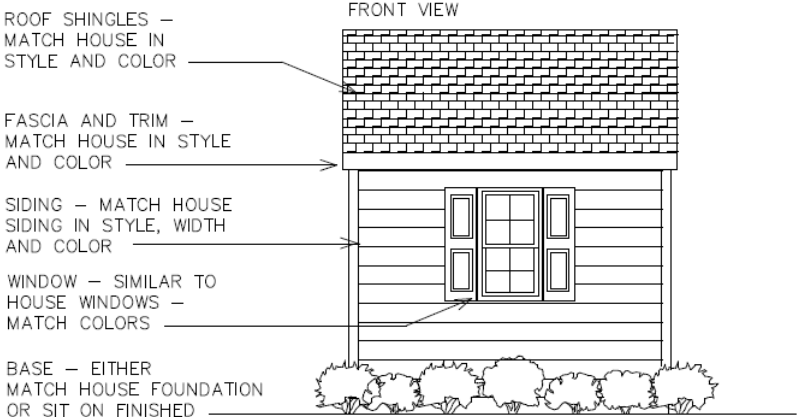 FRONT VIEW
ROOF SHINGLES –
MATCH HOUSE IN
STYLE AND COLOR
FASCIA AND TRIM –
MATCH HOUSE IN STYLE
AND COLOR
SIDING – MATCH HOUSE
SIDING IN STYLE, WIDTH
AND COLOR
WINDOW – SIMILAR TO
HOUSE WINDOWS –
MATCH COLORS
BASE – EITHER
MATCH HOUSE FOUNDATION
OR SIT ON FINISHED